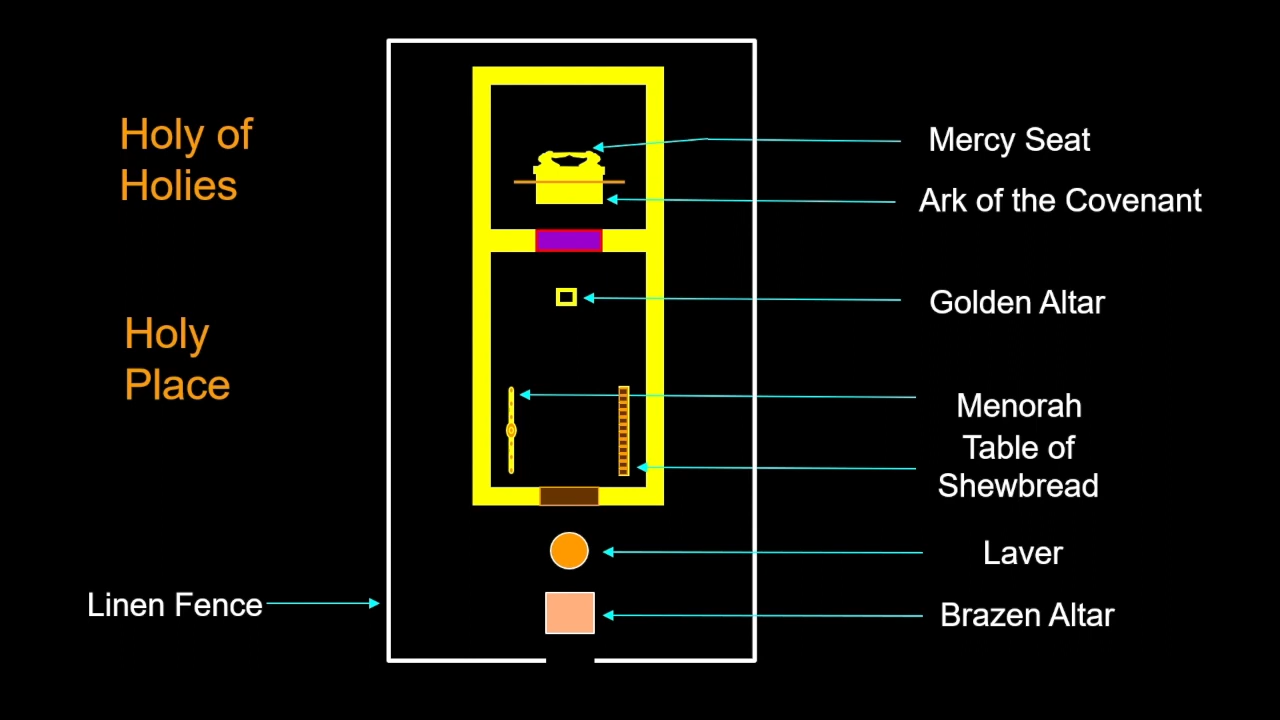 Holy of
Holies
Mercy Seat
Ark of the Covenant
Golden Altar
Holy
Place
Menorah
Table of
Shewbread
Laver
Linen Fence
Brazen Altar